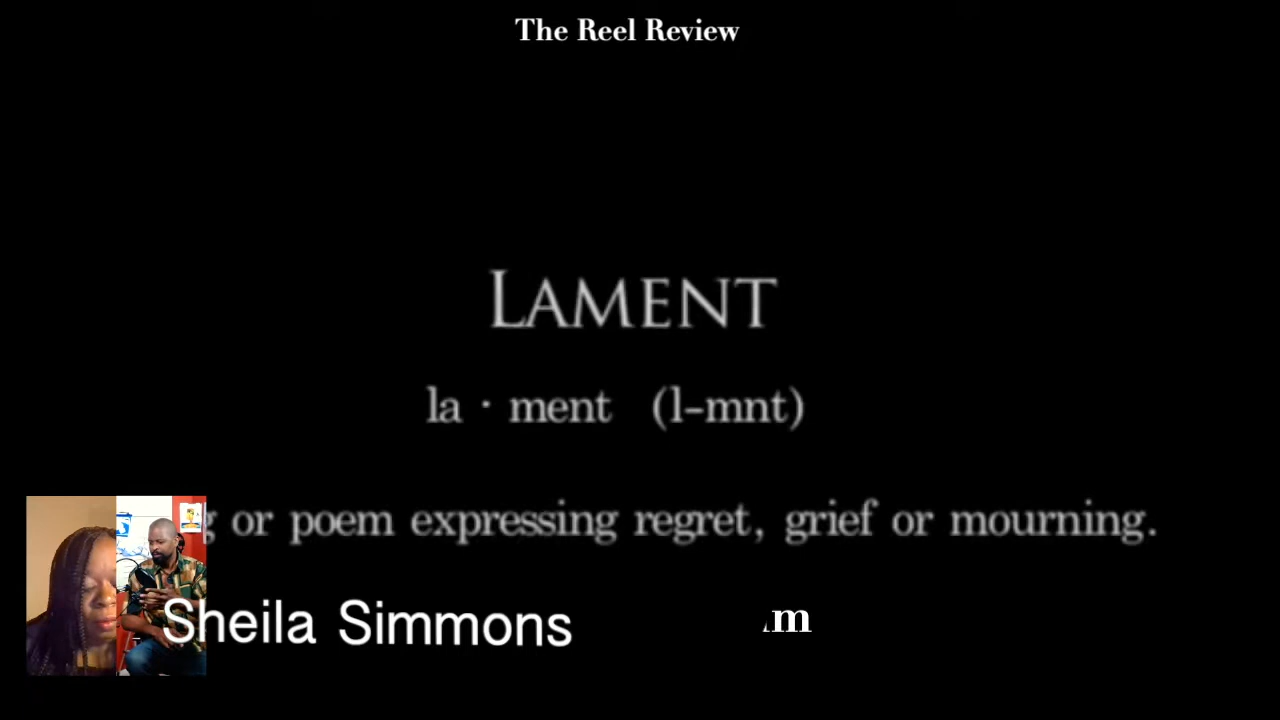 The Reel Review
LAMENT
la · ment (l-mnt)
g or poem expressing regret, grief or mourning.
Sheila Simmons
m